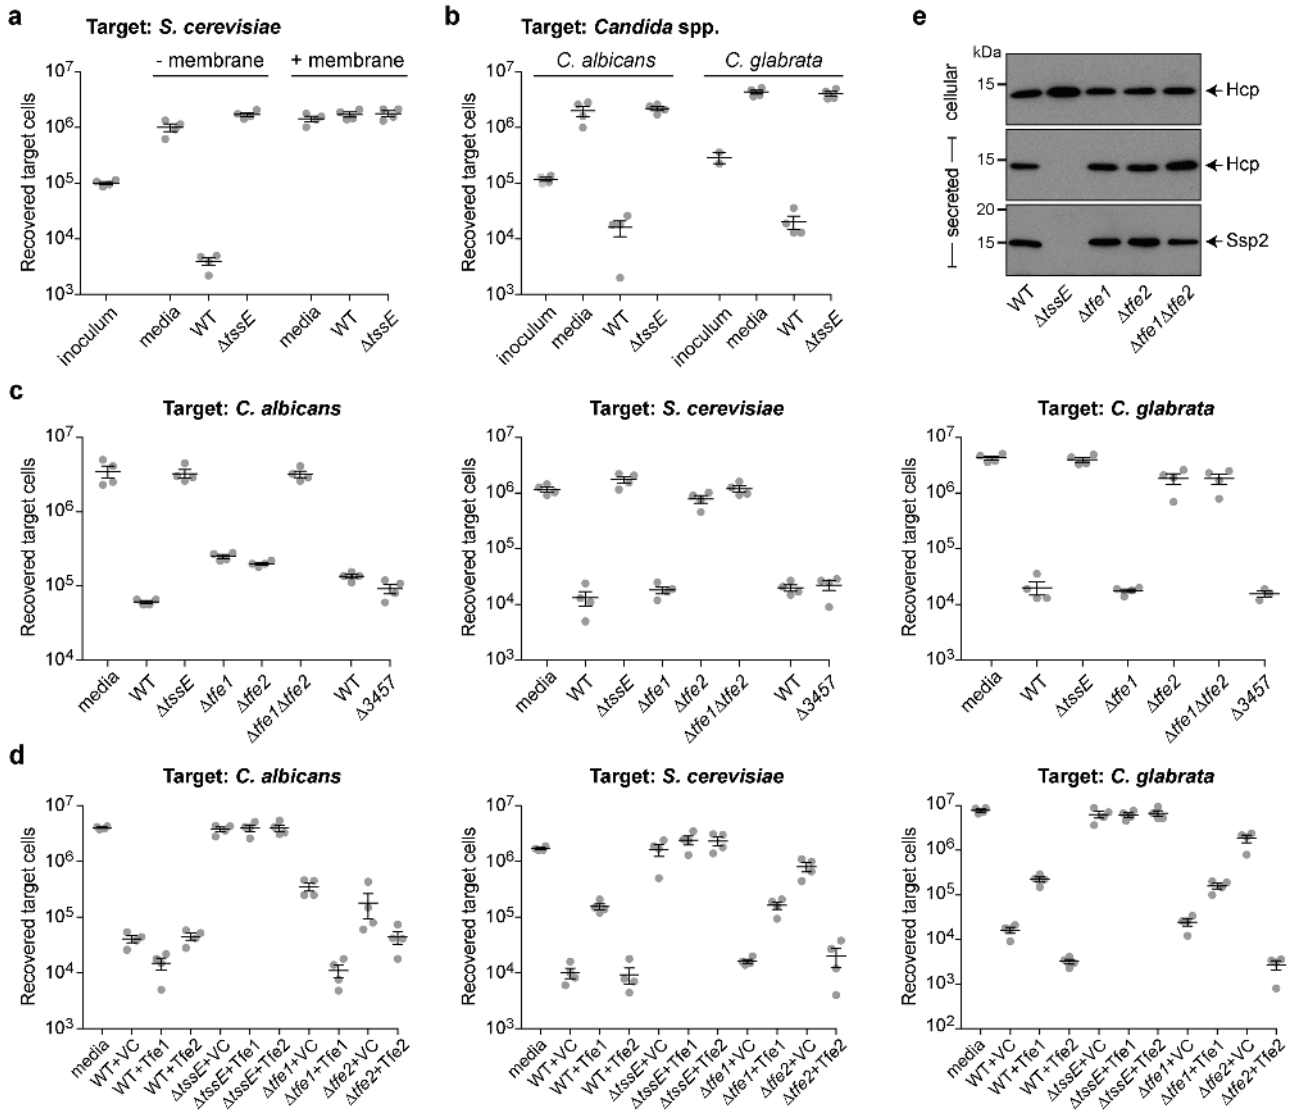 a
Target: S. cerevisiae
- membrane
+ membrane
Recovered target cells
10⁷
10⁶
10⁵
10⁴
10³
inoculum
media
WT
ΔtssE
media
WT
ΔtssE
b
Target: Candida spp.
C. albicans
C. glabrata
Recovered target cells
10⁷
10⁶
10⁵
10⁴
10³
inoculum
media
WT
ΔtssE
inoculum
media
WT
ΔtssE
e
kDa
cellular
secreted
15
Hcp
15
Hcp
20
15
Ssp2
WT
ΔtssE
Δtfe1
Δtfe2
Δtfe1Δtfe2
c
Target: C. albicans
Recovered target cells
10⁷
10⁶
10⁵
10⁴
media
WT
ΔtssE
Δtfe1
Δtfe2
Δtfe1Δtfe2
WT
Δ3457
Target: S. cerevisiae
Recovered target cells
10⁷
10⁶
10⁵
10⁴
10³
media
WT
ΔtssE
Δtfe1
Δtfe2
Δtfe1Δtfe2
WT
Δ3457
Target: C. glabrata
Recovered target cells
10⁷
10⁶
10⁵
10⁴
10³
media
WT
ΔtssE
Δtfe1
Δtfe2
Δtfe1Δtfe2
Δ3457
d
Target: C. albicans
Recovered target cells
10⁷
10⁶
10⁵
10⁴
10³
media
WT+VC
WT+Tfe1
WT+Tfe2
ΔtssE+VC
ΔtssE+Tfe1
ΔtssE+Tfe2
Δtfe1+VC
Δtfe1+Tfe1
Δtfe2+VC
Δtfe2+Tfe2
Target: S. cerevisiae
Recovered target cells
10⁷
10⁶
10⁵
10⁴
10³
media
WT+VC
WT+Tfe1
WT+Tfe2
ΔtssE+VC
ΔtssE+Tfe1
ΔtssE+Tfe2
Δtfe1+VC
Δtfe1+Tfe1
Δtfe2+VC
Δtfe2+Tfe2
Target: C. glabrata
Recovered target cells
10⁷
10⁶
10⁵
10⁴
10³
10²
media
WT+VC
WT+Tfe1
WT+Tfe2
ΔtssE+VC
ΔtssE+Tfe1
ΔtssE+Tfe2
Δtfe1+VC
Δtfe1+Tfe1
Δtfe2+VC
Δtfe2+Tfe2